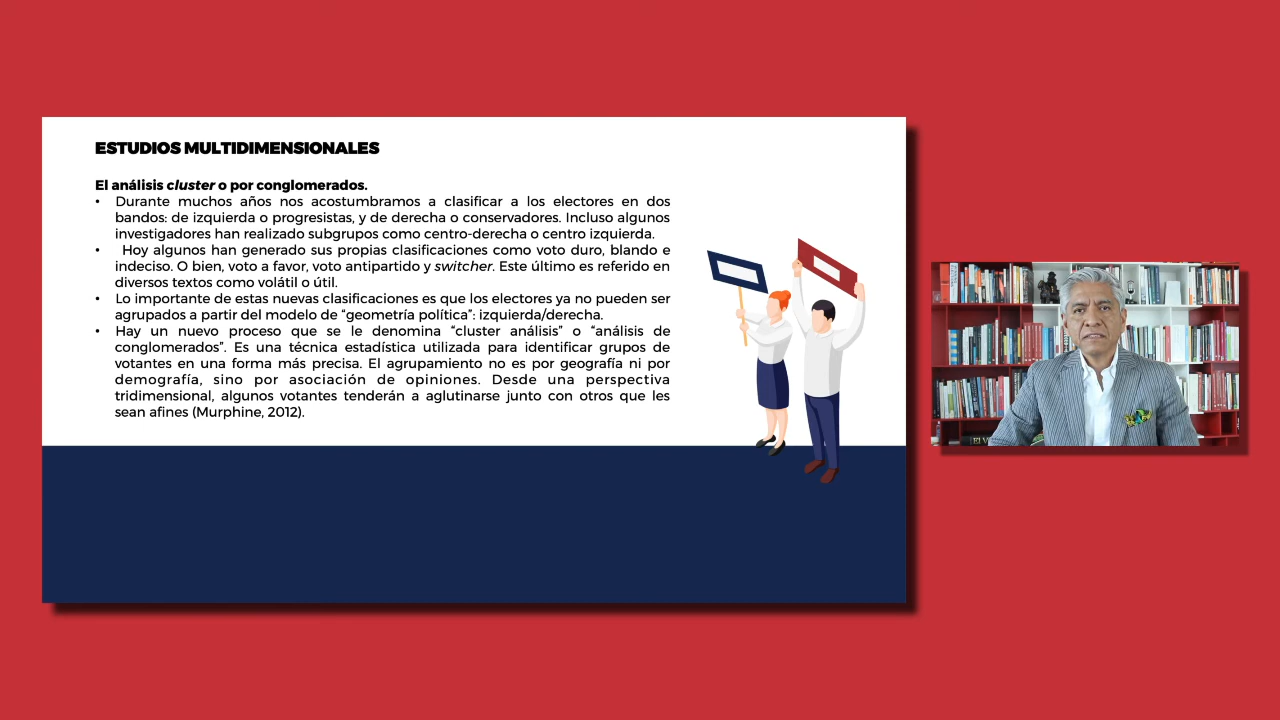 ESTUDIOS MULTIDIMENSIONALES
El análisis cluster o por conglomerados.
• Durante muchos años nos acostumbramos a clasificar a los electores en dos
bandos: de izquierda o progresistas, y de derecha o conservadores. Incluso algunos
investigadores han realizado subgrupos como centro-derecha o centro izquierda.
• Hoy algunos han generado sus propias clasificaciones como voto duro, blando e
indeciso. O bien, voto a favor, voto antipartido y switcher. Este último es referido en
diversos textos como volátil o útil.
• Lo importante de estas nuevas clasificaciones es que los electores ya no pueden ser
agrupados a partir del modelo de “geometría política”: izquierda/derecha.
• Hay un nuevo proceso que se le denomina “cluster análisis” o “análisis de
conglomerados”. Es una técnica estadística utilizada para identificar grupos de
votantes en una forma más precisa. El agrupamiento no es por geografía ni por
demografía, sino por asociación de opiniones. Desde una perspectiva
tridimensional, algunos votantes tenderán a aglutinarse junto con otros que les
sean afines (Murphine, 2012).